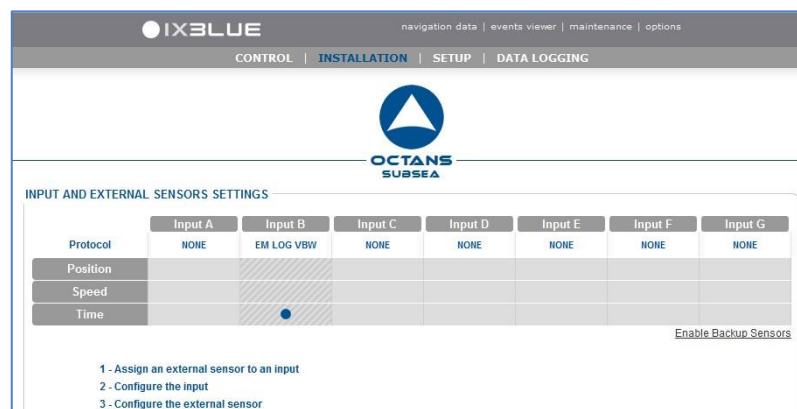 IXBLUE
navigation data | events viewer | maintenance | options
CONTROL | INSTALLATION | SETUP | DATA LOGGING
OCTANS
SUBSEA
INPUT AND EXTERNAL SENSORS SETTINGS
Input A Input B Input C Input D Input E Input F Input G
Protocol NONE EM LOG VBW NONE NONE NONE NONE NONE
Position
Speed
Time
Enable Backup Sensors
1 - Assign an external sensor to an input
2 - Configure the input
3 - Configure the external sensor